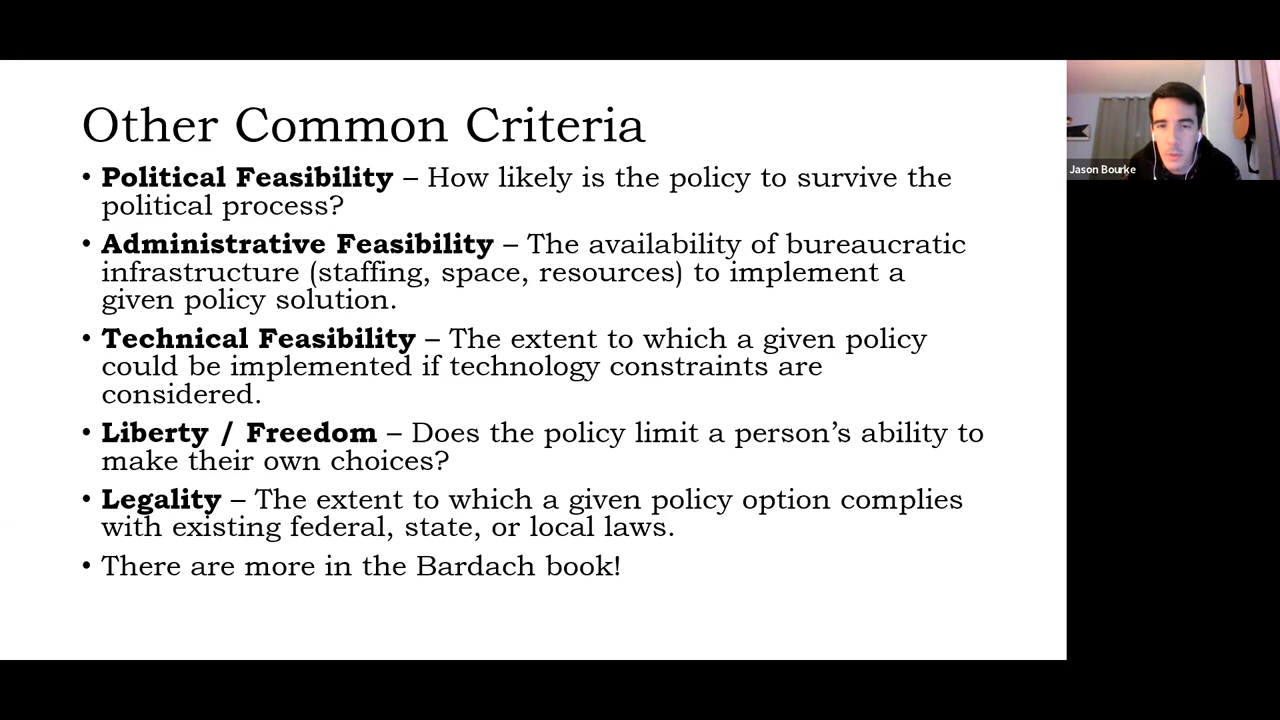 Other Common Criteria
• Political Feasibility – How likely is the policy to survive the
political process?
• Administrative Feasibility – The availability of bureaucratic
infrastructure (staffing, space, resources) to implement a
given policy solution.
• Technical Feasibility – The extent to which a given policy
could be implemented if technology constraints are
considered.
• Liberty / Freedom – Does the policy limit a person’s ability to
make their own choices?
• Legality – The extent to which a given policy option complies
with existing federal, state, or local laws.
• There are more in the Bardach book!
Jason Bourke